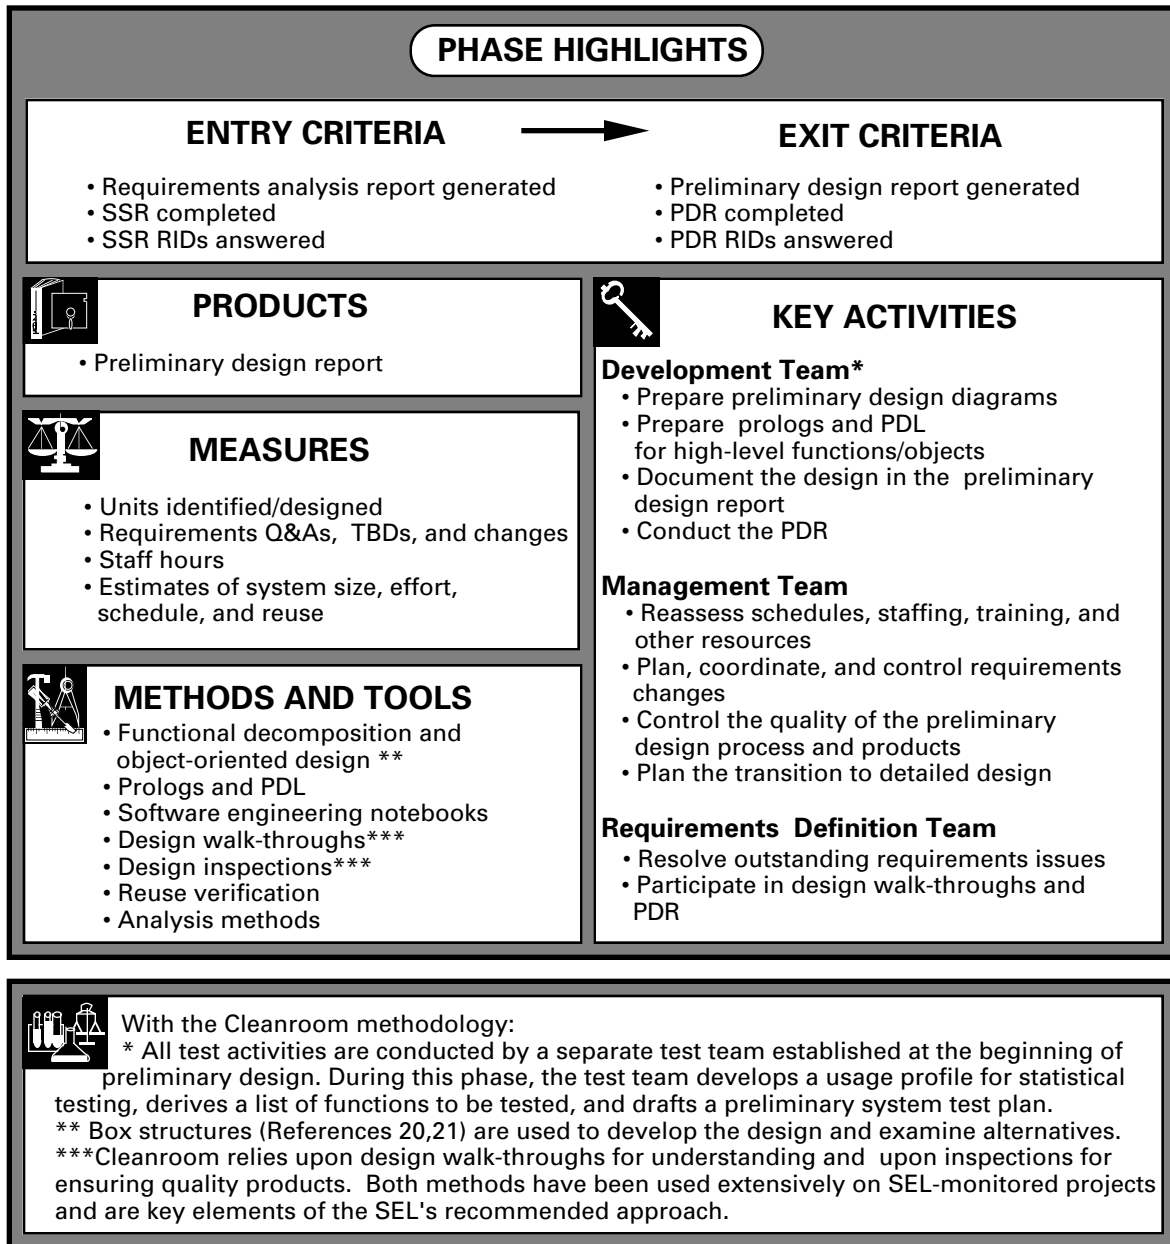 PHASE HIGHLIGHTS
ENTRY CRITERIA
• Requirements analysis report generated
• SSR completed
• SSR RIDs answered
EXIT CRITERIA
• Preliminary design report generated
• PDR completed
• PDR RIDs answered
PRODUCTS
• Preliminary design report
MEASURES
• Units identified/designed
• Requirements Q&As, TBDs, and changes
• Staff hours
• Estimates of system size, effort,
schedule, and reuse
METHODS AND TOOLS
• Functional decomposition and
object-oriented design **
• Prologs and PDL
• Software engineering notebooks
• Design walk-throughs***
• Design inspections***
• Reuse verification
• Analysis methods
KEY ACTIVITIES
Development Team*
• Prepare preliminary design diagrams
• Prepare prologs and PDL
for high-level functions/objects
• Document the design in the preliminary
design report
• Conduct the PDR
Management Team
• Reassess schedules, staffing, training, and
other resources
• Plan, coordinate, and control requirements
changes
• Control the quality of the preliminary
design process and products
• Plan the transition to detailed design
Requirements Definition Team
• Resolve outstanding requirements issues
• Participate in design walk-throughs and
PDR
With the Cleanroom methodology:
* All test activities are conducted by a separate test team established at the beginning of
preliminary design. During this phase, the test team develops a usage profile for statistical
testing, derives a list of functions to be tested, and drafts a preliminary system test plan.
** Box structures (References 20,21) are used to develop the design and examine alternatives.
***Cleanroom relies upon design walk-throughs for understanding and upon inspections for
ensuring quality products. Both methods have been used extensively on SEL-monitored projects
and are key elements of the SEL's recommended approach.